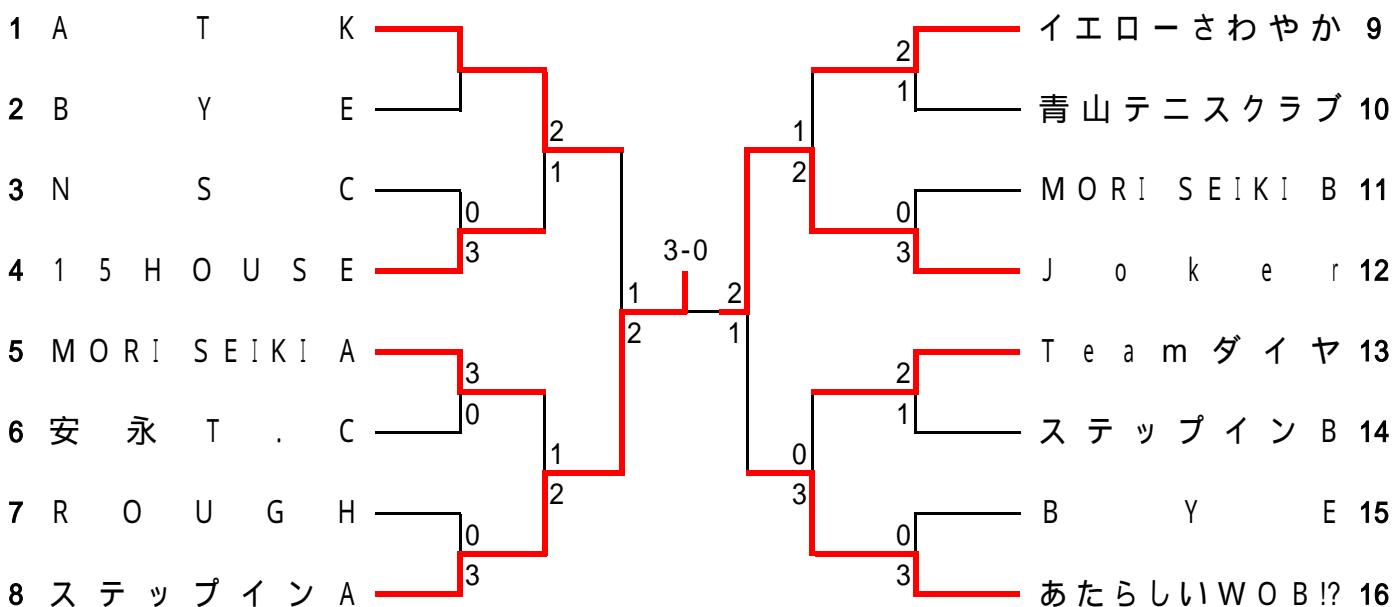 1 ATK
イエローさわやか 9
2
2 BYE
1
青山テニスクラブ 10
2
1
1
2
3 NSC
0
0
MORI SEIKI B 11
3
3
4 15HOUSE
3-0
Joker 12
1
2
2
1
5 MORI SEIKI A
Teamダイヤ 13
3
2
0
1
6 安永T.C
ステップインB 14
1
0
2
3
7 ROUGH
BYE 15
0
0
3
3
8 ステップインA
あたらしいWOB!? 16